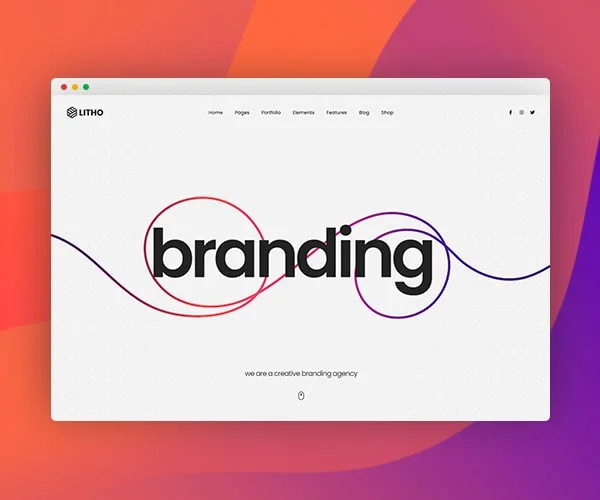 LITHO
Home Pages Portfolio Elements Features Blog Shop
branding
we are a creative branding agency